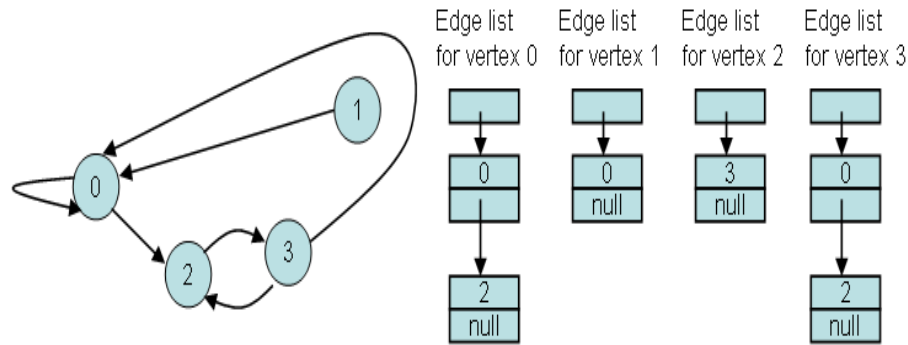 Edge list
for vertex 0
Edge list
for vertex 1
Edge list
for vertex 2
Edge list
for vertex 3
1
0
2
3
0
2
null
0
null
3
null
0
2
null